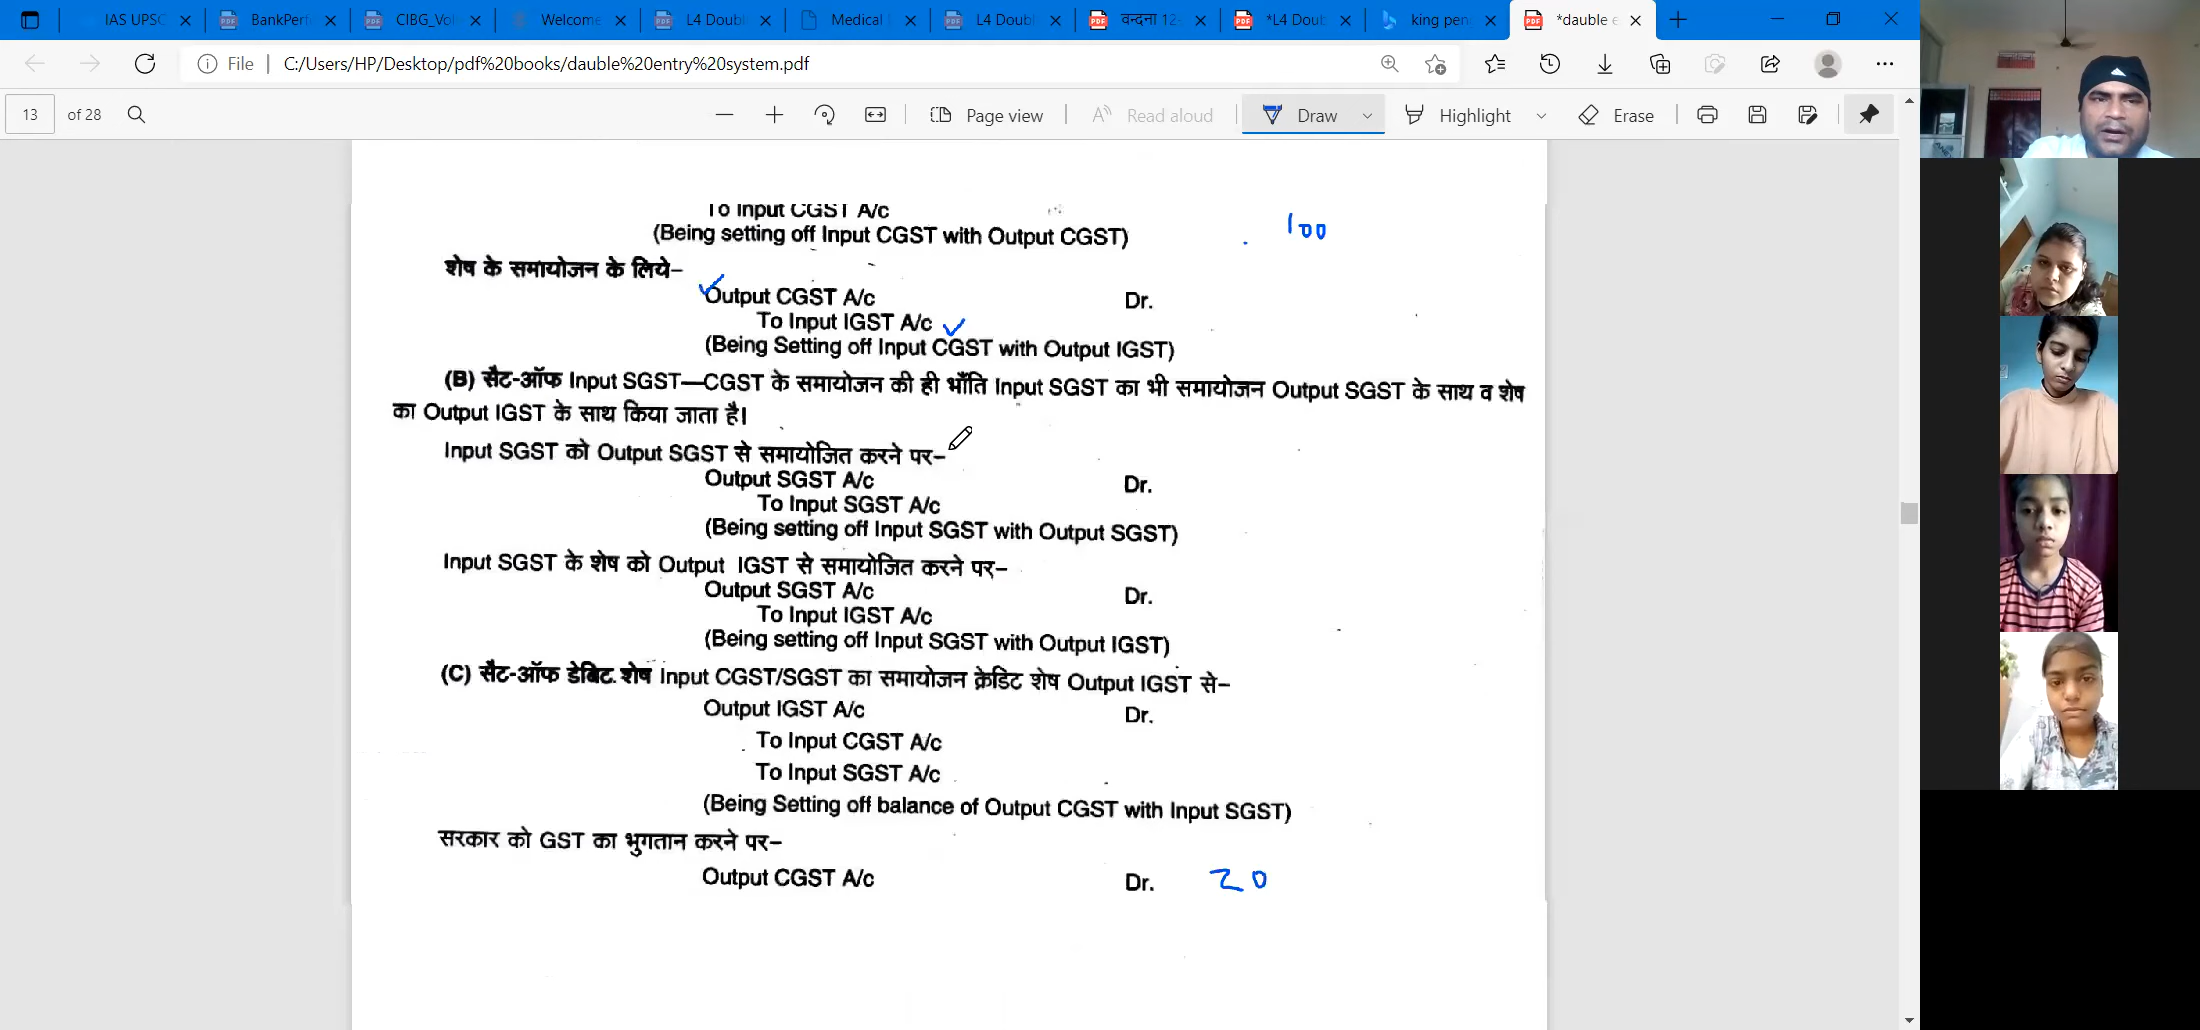 IAS UPSC
BankPerf
CIBG_Vol
Welcome
L4 Doubl
Medical
L4 Doubl
वन्दना 12
*L4 Doub
king pen
*dauble e
File
C:/Users/HP/Desktop/pdf%20books/dauble%20entry%20system.pdf
13 of 28
Page view
Read aloud
Draw
Highlight
Erase
To Input CGST A/c
(Being setting off Input CGST with Output CGST)
100
शेष के समायोजन के लिये–
Output CGST A/c Dr.
To Input IGST A/c
(Being Setting off Input CGST with Output IGST)
(B) सैट-ऑफ Input SGST—CGST के समायोजन की ही भाँति Input SGST का भी समायोजन Output SGST के साथ व शेष
का Output IGST के साथ किया जाता है।
Input SGST को Output SGST से समायोजित करने पर–
Output SGST A/c Dr.
To Input SGST A/c
(Being setting off Input SGST with Output SGST)
Input SGST के शेष को Output IGST से समायोजित करने पर–
Output SGST A/c Dr.
To Input IGST A/c
(Being setting off Input SGST with Output IGST)
(C) सैट-ऑफ डेबिट शेष Input CGST/SGST का समायोजन क्रेडिट शेष Output IGST से–
Output IGST A/c Dr.
To Input CGST A/c
To Input SGST A/c
(Being Setting off balance of Output CGST with Input SGST)
सरकार को GST का भुगतान करने पर–
Output CGST A/c Dr. 20